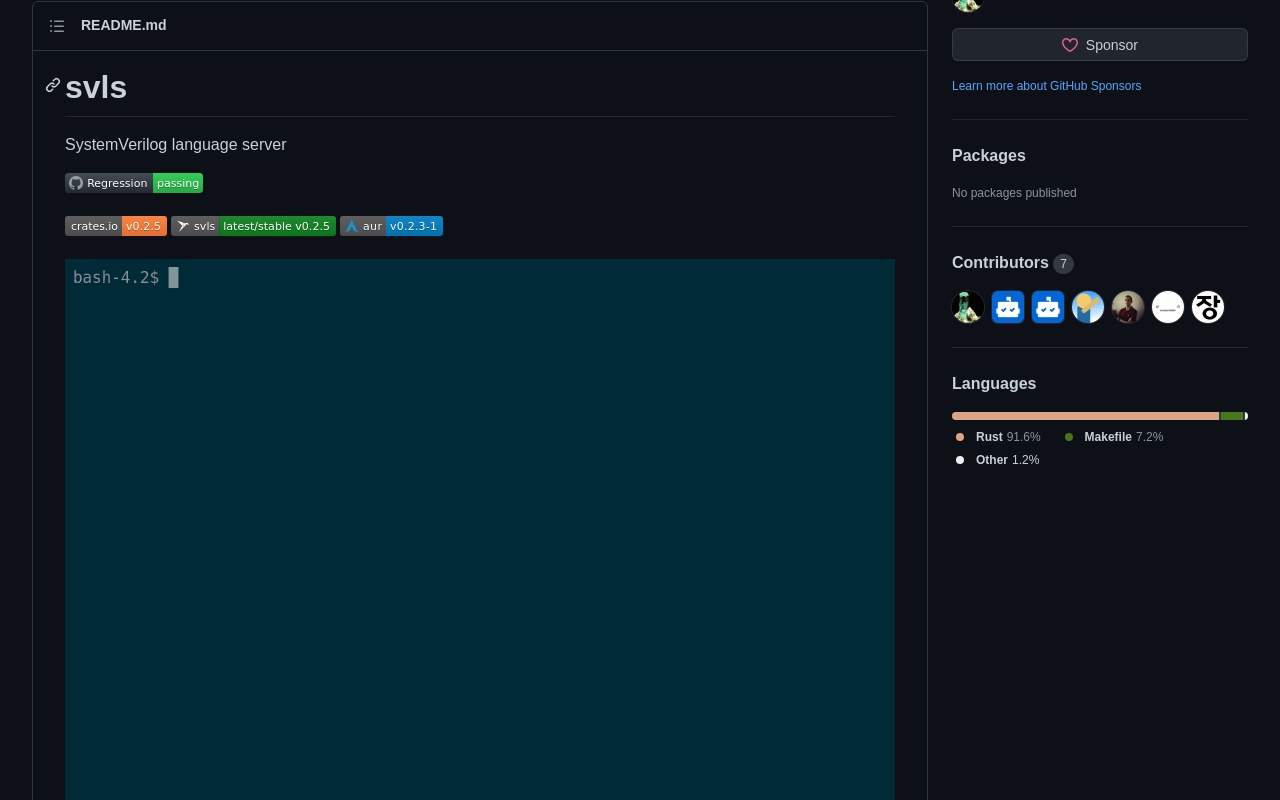 README.md
svls
SystemVerilog language server
Regression passing
crates.io v0.2.5 svls latest/stable v0.2.5 aur v0.2.3-1
bash-4.2$
Sponsor
Learn more about GitHub Sponsors
Packages
No packages published
Contributors 7
장
Languages
Rust 91.6% Makefile 7.2%
Other 1.2%